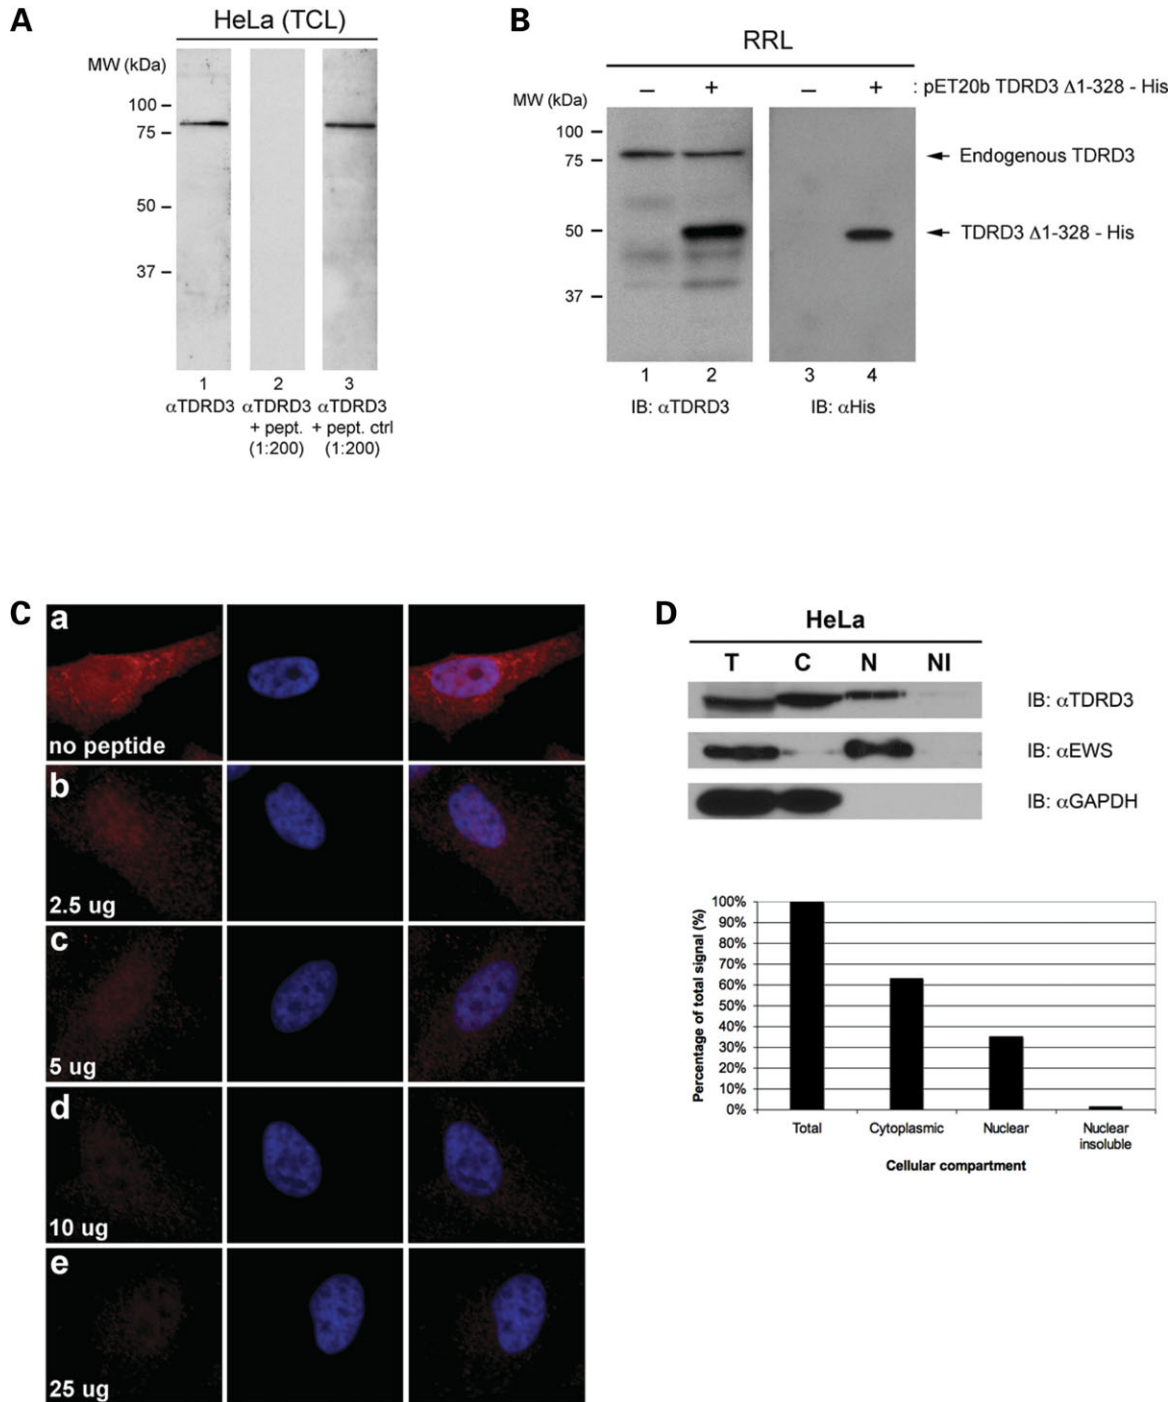 A
HeLa (TCL)
MW (kDa)
100
75
50
37
1 2 3
αTDRD3 αTDRD3 αTDRD3
+ pept. + pept. ctrl
(1:200) (1:200)
B
RRL
– + – + : pET20b TDRD3 Δ1-328 - His
MW (kDa)
100
75
50
37
Endogenous TDRD3
TDRD3 Δ1-328 - His
1 2 3 4
IB: αTDRD3 IB: αHis
C
a
no peptide
b
2.5 ug
c
5 ug
d
10 ug
e
25 ug
D
HeLa
T C N NI
IB: αTDRD3
IB: αEWS
IB: αGAPDH
Percentage of total signal (%)
100%
90%
80%
70%
60%
50%
40%
30%
20%
10%
0%
Total Cytoplasmic Nuclear Nuclear
insoluble
Cellular compartment